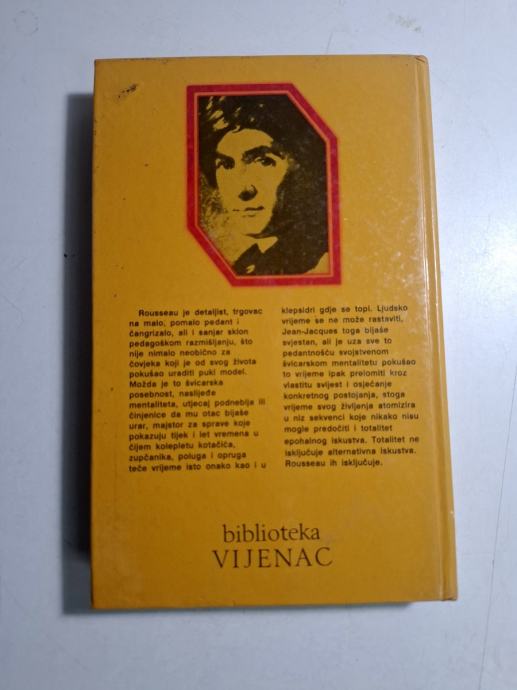 Rousseau je detaljist, trgovac
na malo, pomalo pedant i
čangrizalo, ali i sanjar sklon
pedagoškom razmišljanju, što
nije nimalo neobično za
čovjeka koji je od svog života
pokušao uraditi puki model.
Možda je to švicarska
posebnost, naslijeđe
mentaliteta, utjecaj podneblja ili
činjenice da mu otac bijaše
urar, majstor za sprave koje
pokazuju tijek i let vremena u
čijem kolopletu kotačića,
zupčanika, poluga i opruga
teče vrijeme isto onako kao i u
klepsidri gdje se topi. Ljudsko
vrijeme se ne može rastaviti,
Jean-Jacques toga bijaše
svjestan, ali je uza sve to
pedantnošću svojstvenom
švicarskom mentalitetu pokušao
to vrijeme ipak prelomiti kroz
vlastitu svijest i osjećanje
konkretnog postojanja, stoga
vrijeme svog življenja atomizira
u niz sekvenci koje nikako nisu
mogle predočiti i totalitet
epohalnog iskustva. Totalitet ne
isključuje alternativna iskustva.
Rousseau ih isključuje.
biblioteka
VIJENAC